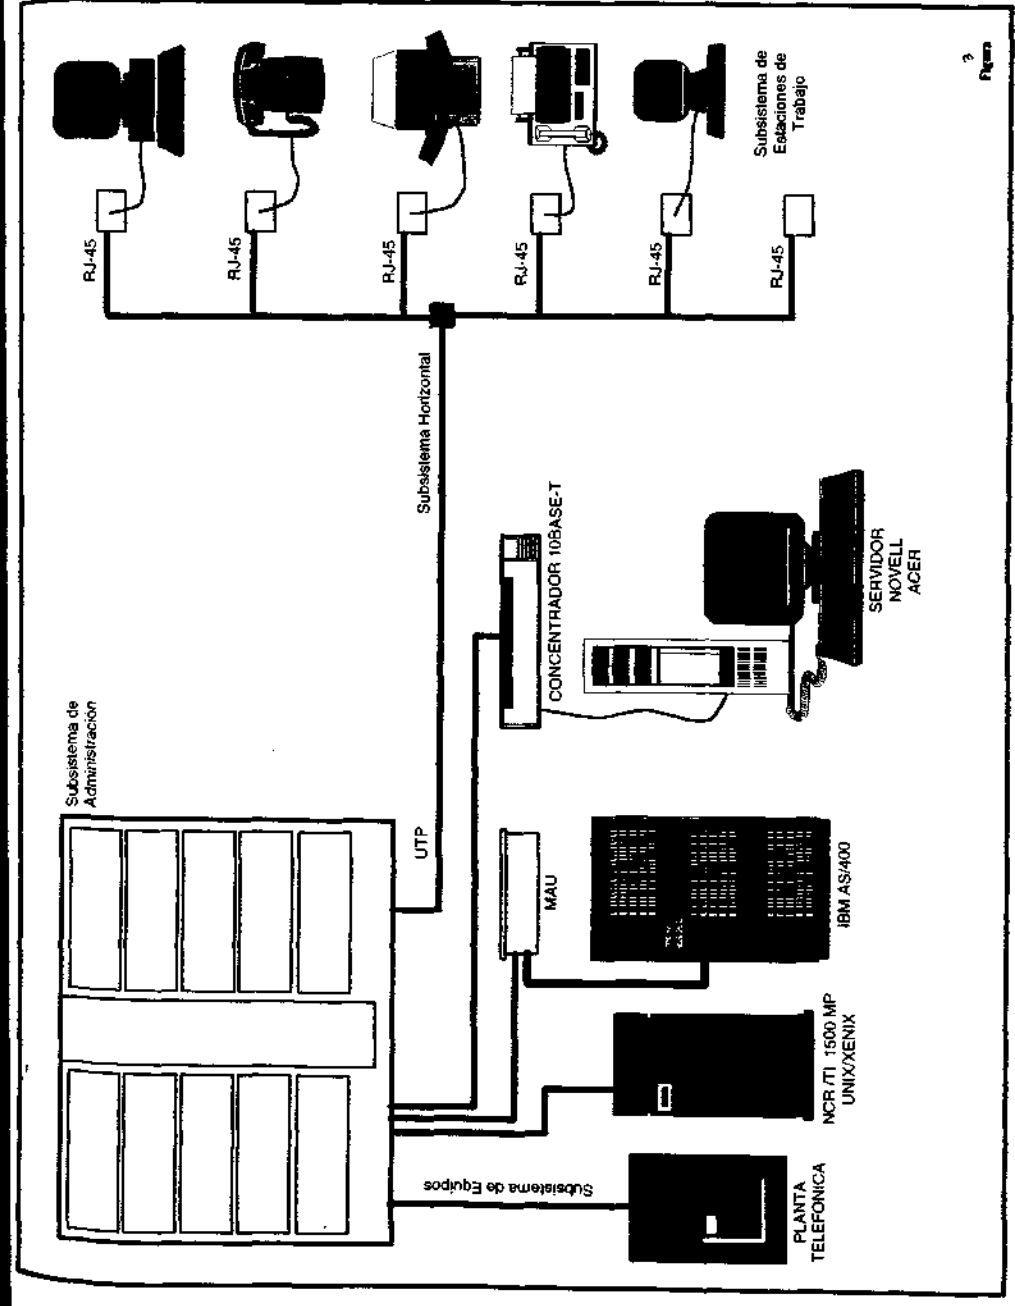 Subsistema de
Administración
UTP
Subsistema Horizontal
RJ-45
RJ-45
RJ-45
RJ-45
RJ-45
RJ-45
Subsistema de
Estaciones de
Trabajo
CONCENTRADOR 10BASE-T
SERVIDOR
NOVELL
ACER
MAU
IBM AS/400
NCR /TI 1500 MP
UNIX/XENIX
Subsistema de Equipos
PLANTA
TELEFONICA
3
Figura